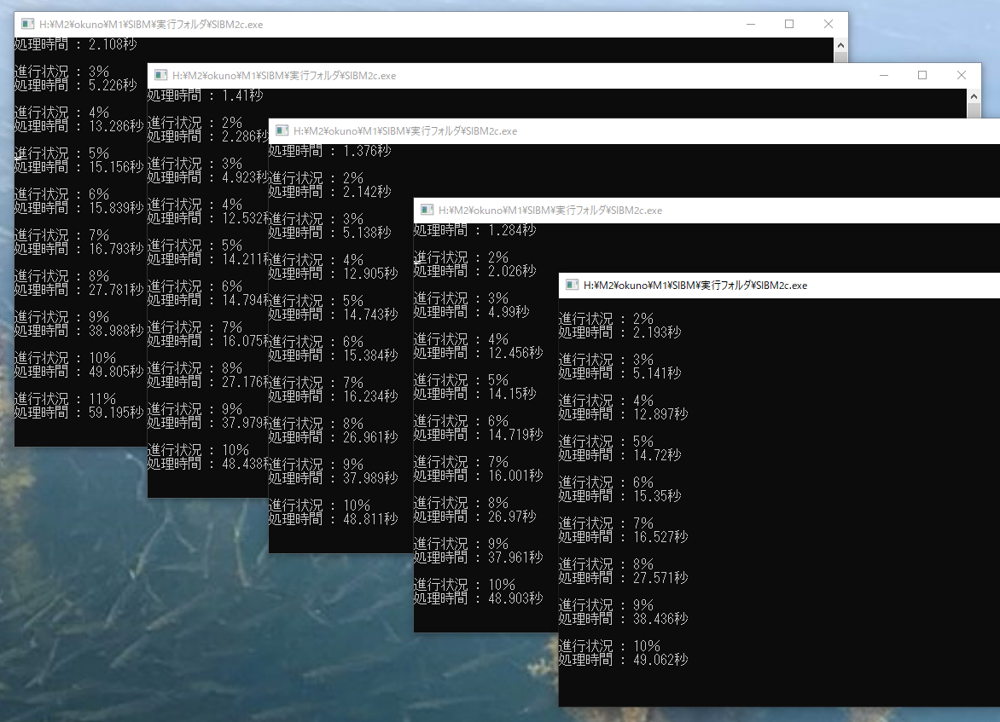 H:¥M2¥okuno¥M1¥SIBM¥実行フォルダ¥SIBM2c.exe
処理時間 : 2.108秒
進行状況 : 3%
処理時間 : 5.226秒
進行状況 : 4%
処理時間 : 13.286秒
進行状況 : 5%
処理時間 : 15.156秒
進行状況 : 6%
処理時間 : 15.839秒
進行状況 : 7%
処理時間 : 16.793秒
進行状況 : 8%
処理時間 : 27.781秒
進行状況 : 9%
処理時間 : 38.988秒
進行状況 : 10%
処理時間 : 49.805秒
進行状況 : 11%
処理時間 : 59.195秒
H:¥M2¥okuno¥M1¥SIBM¥実行フォルダ¥SIBM2c.exe
処理時間 : 1.41秒
進行状況 : 2%
処理時間 : 2.286秒
進行状況 : 3%
処理時間 : 4.923秒
進行状況 : 4%
処理時間 : 12.532
進行状況 : 5%
処理時間 : 14.211
進行状況 : 6%
処理時間 : 14.794
進行状況 : 7%
処理時間 : 16.075
進行状況 : 8%
処理時間 : 27.176
進行状況 : 9%
処理時間 : 37.979
進行状況 : 10%
処理時間 : 48.438
H:¥M2¥okuno¥M1¥SIBM¥実行フォルダ¥SIBM2c.exe
処理時間 : 1.376秒
進行状況 : 2%
処理時間 : 2.142秒
進行状況 : 3%
処理時間 : 5.138秒
進行状況 : 4%
処理時間 : 12.905秒
進行状況 : 5%
処理時間 : 14.743秒
進行状況 : 6%
処理時間 : 15.384秒
進行状況 : 7%
処理時間 : 16.234秒
進行状況 : 8%
処理時間 : 26.961秒
進行状況 : 9%
処理時間 : 37.989秒
進行状況 : 10%
処理時間 : 48.811秒
H:¥M2¥okuno¥M1¥SIBM¥実行フォルダ¥SIBM2c.exe
処理時間 : 1.284秒
進行状況 : 2%
処理時間 : 2.026秒
進行状況 : 3%
処理時間 : 4.99秒
進行状況 : 4%
処理時間 : 12.456秒
進行状況 : 5%
処理時間 : 14.15秒
進行状況 : 6%
処理時間 : 14.719秒
進行状況 : 7%
処理時間 : 16.001秒
進行状況 : 8%
処理時間 : 26.97秒
進行状況 : 9%
処理時間 : 37.961秒
進行状況 : 10%
処理時間 : 48.903秒
H:¥M2¥okuno¥M1¥SIBM¥実行フォルダ¥SIBM2c.exe
進行状況 : 2%
処理時間 : 2.193秒
進行状況 : 3%
処理時間 : 5.141秒
進行状況 : 4%
処理時間 : 12.897秒
進行状況 : 5%
処理時間 : 14.72秒
進行状況 : 6%
処理時間 : 15.35秒
進行状況 : 7%
処理時間 : 16.527秒
進行状況 : 8%
処理時間 : 27.571秒
進行状況 : 9%
処理時間 : 38.436秒
進行状況 : 10%
処理時間 : 49.062秒